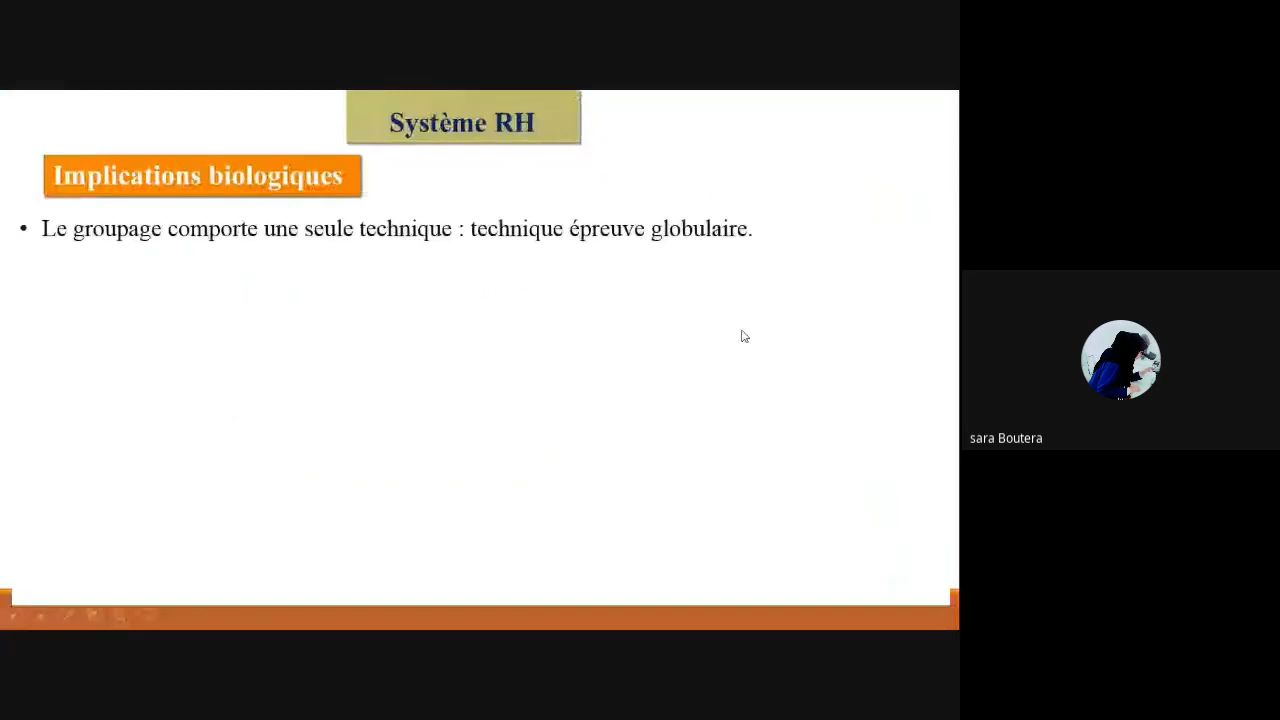 Système RH
Implications biologiques
• Le groupage comporte une seule technique : technique épreuve globulaire.
sara Boutera